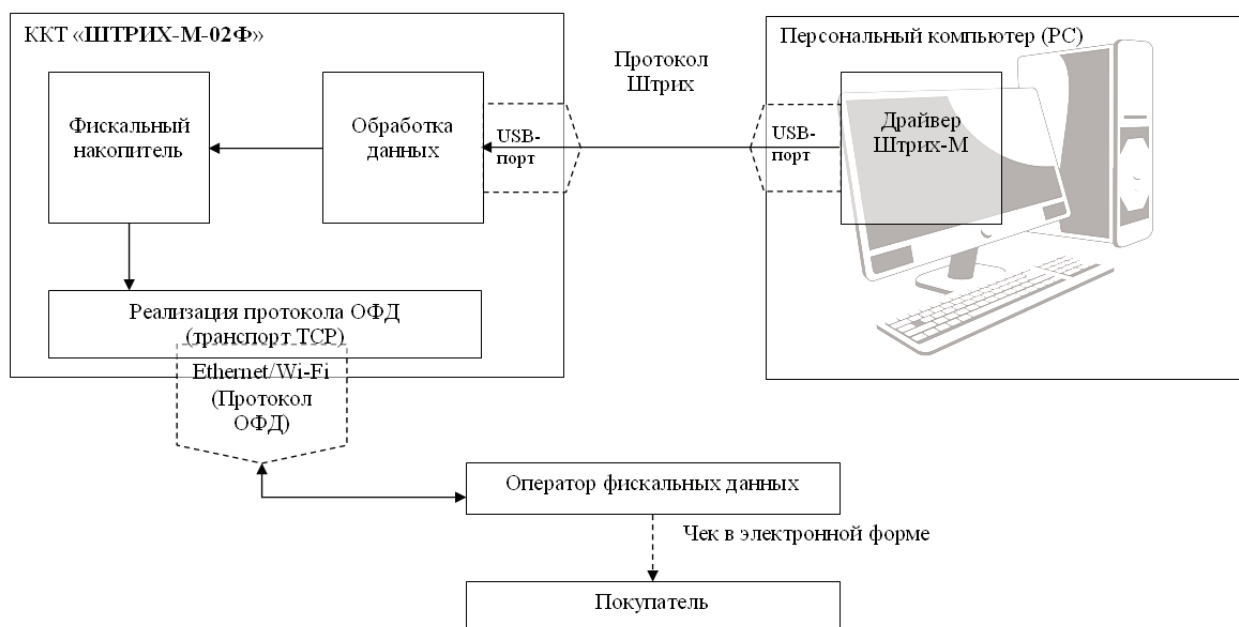 ККТ «ШТРИХ-М-02Ф»
Фискальный
накопитель
Обработка
данных
USB-
порт
Протокол
Штрих
Персональный компьютер (PC)
USB-
порт
Драйвер
Штрих-М
Реализация протокола ОФД
(транспорт TCP)
Ethernet/Wi-Fi
(Протокол
ОФД)
Оператор фискальных данных
Чек в электронной форме
Покупатель